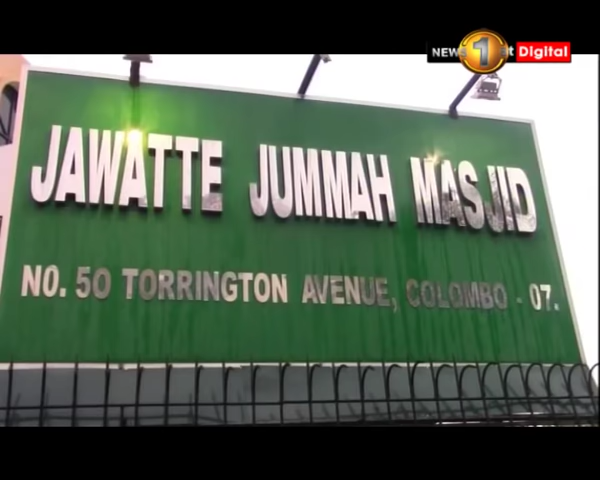 NEWS 1st Digital
JAWATTE JUMMAH MASJID
NO. 50 TORRINGTON AVENUE, COLOMBO - 07.